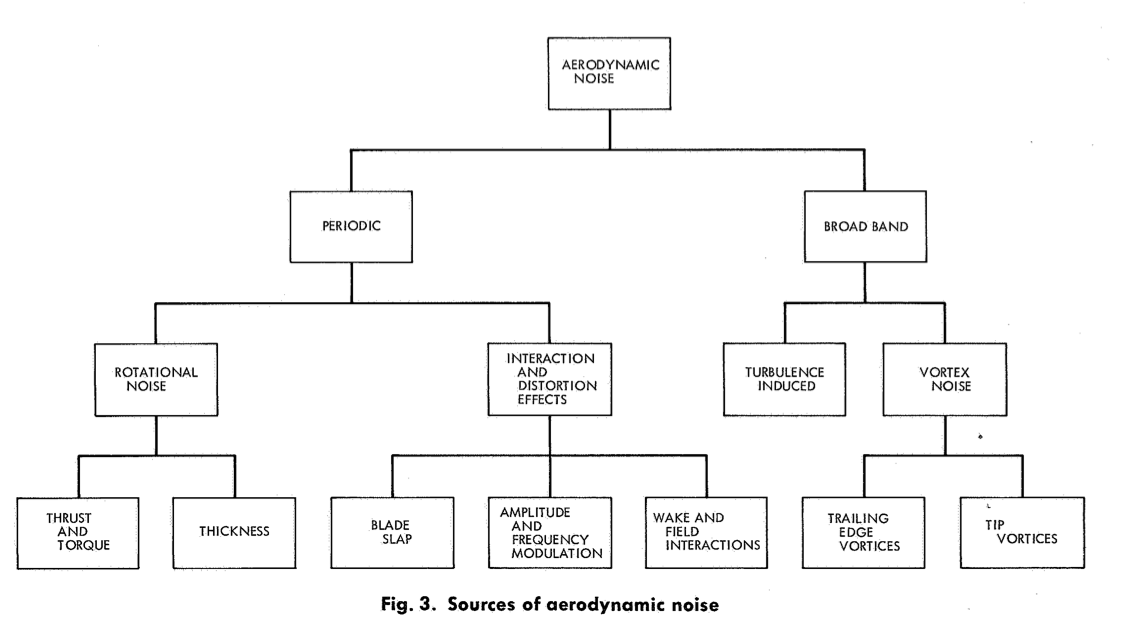 AERODYNAMIC
NOISE
PERIODIC
BROAD BAND
ROTATIONAL
NOISE
INTERACTION
AND
DISTORTION
EFFECTS
TURBULENCE
INDUCED
VORTEX
NOISE
THRUST
AND
TORQUE
THICKNESS
BLADE
SLAP
AMPLITUDE
AND
FREQUENCY
MODULATION
WAKE AND
FIELD
INTERACTIONS
TRAILING
EDGE
VORTICES
TIP
VORTICES
Fig. 3. Sources of aerodynamic noise